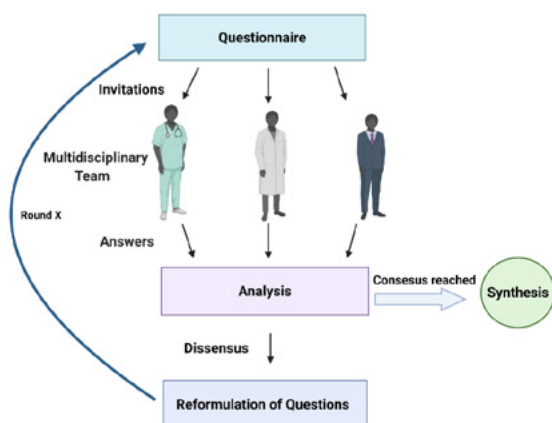 Questionnaire
Invitations
Multidisciplinary
Team
Round X
Answers
Analysis
Consesus reached
Synthesis
Dissensus
Reformulation of Questions